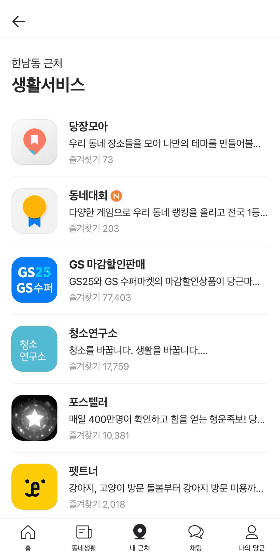 한남동 근처
생활서비스
당장모아
우리 동네 장소들을 모아 나만의 테마를 만들어볼...
즐겨찾기 73
동네대회 N
다양한 게임으로 우리 동네 랭킹을 올리고 전국 1등...
즐겨찾기 203
GS25
GS수퍼
GS 마감할인판매
GS25와 GS 수퍼마켓의 마감할인상품이 당근마...
즐겨찾기 77,403
청소
연구소
청소연구소
청소를 바꿉니다. 생활을 바꿉니다....
즐겨찾기 17,759
포스텔러
매일 400만명이 확인하고 힘을 얻는 행운족보! 당...
즐겨찾기 10,381
펫트너
강아지, 고양이 방문 돌봄부터 강아지 방문 미용까...
즐겨찾기 2,018
홈 동네생활 내 근처 채팅 나의 당근